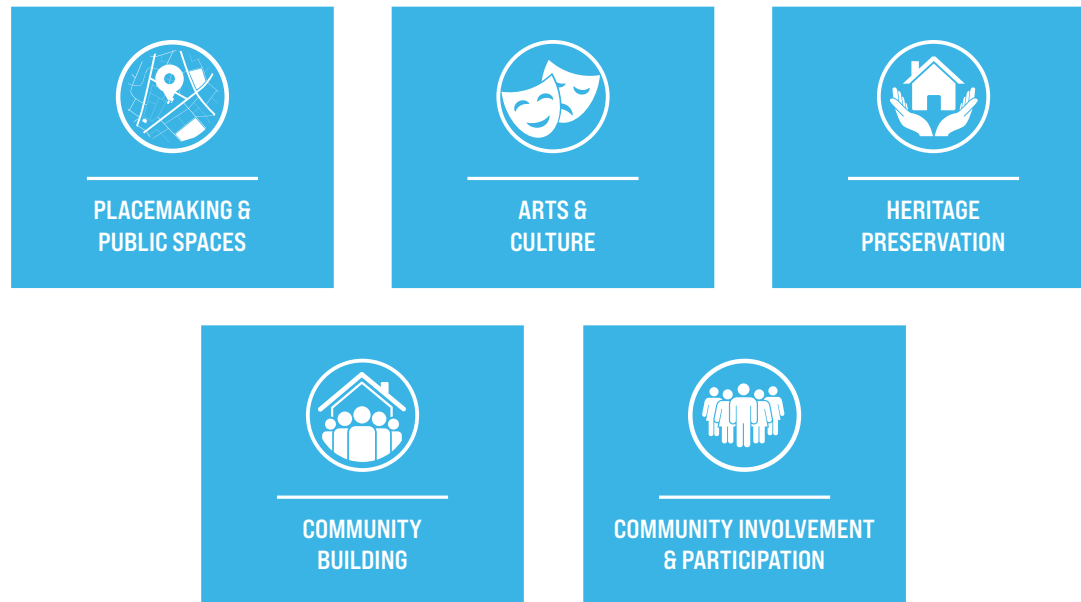 PLACEMAKING &
PUBLIC SPACES
ARTS &
CULTURE
HERITAGE
PRESERVATION
COMMUNITY
BUILDING
COMMUNITY INVOLVEMENT
& PARTICIPATION